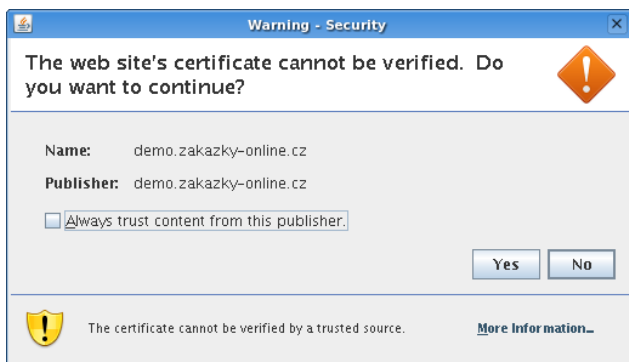 Warning - Security
The web site's certificate cannot be verified. Do
you want to continue?
Name: demo.zakazky-online.cz
Publisher: demo.zakazky-online.cz
Always trust content from this publisher.
Yes No
The certificate cannot be verified by a trusted source. More Information...